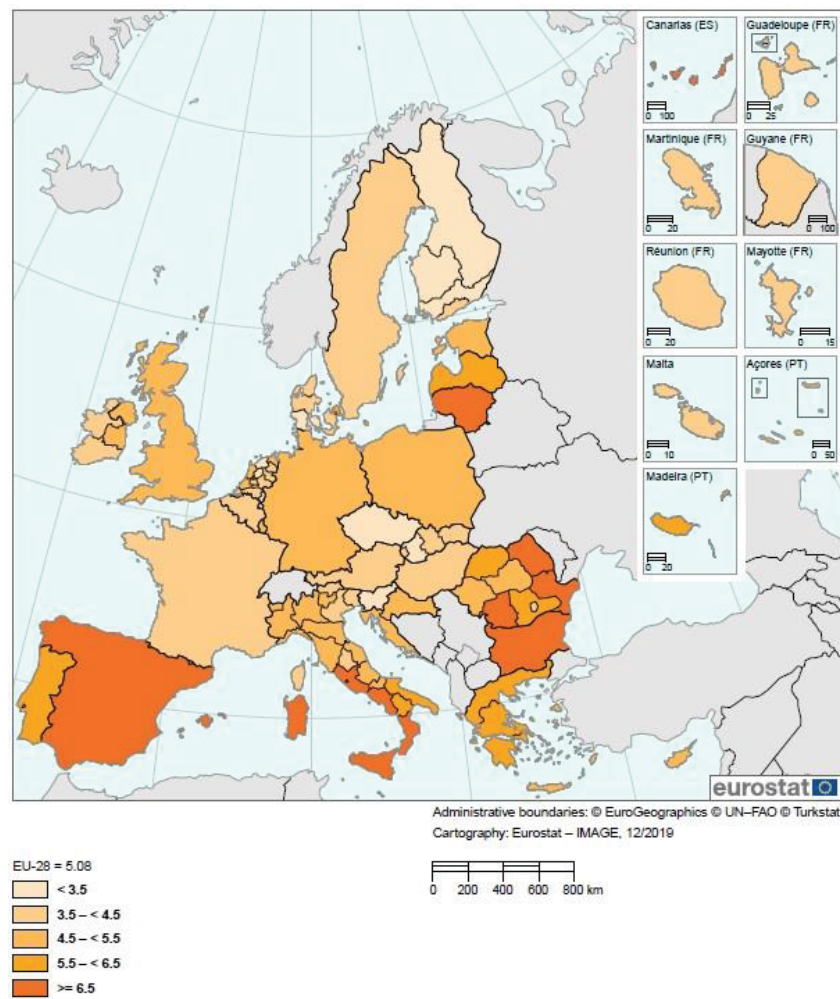 Canarias (ES)
0 100
Guadeloupe (FR)
0 25
Martinique (FR)
0 20
Guyane (FR)
0 100
Réunion (FR)
0 20
Mayotte (FR)
0 15
Malta
0 10
Açores (PT)
0 50
Madeira (PT)
0 20
eurostat
Administrative boundaries: © EuroGeographics © UN–FAO © Turkstat
Cartography: Eurostat – IMAGE, 12/2019
0 200 400 600 800 km
EU-28 = 5.08
< 3.5
3.5 – < 4.5
4.5 – < 5.5
5.5 – < 6.5
>= 6.5